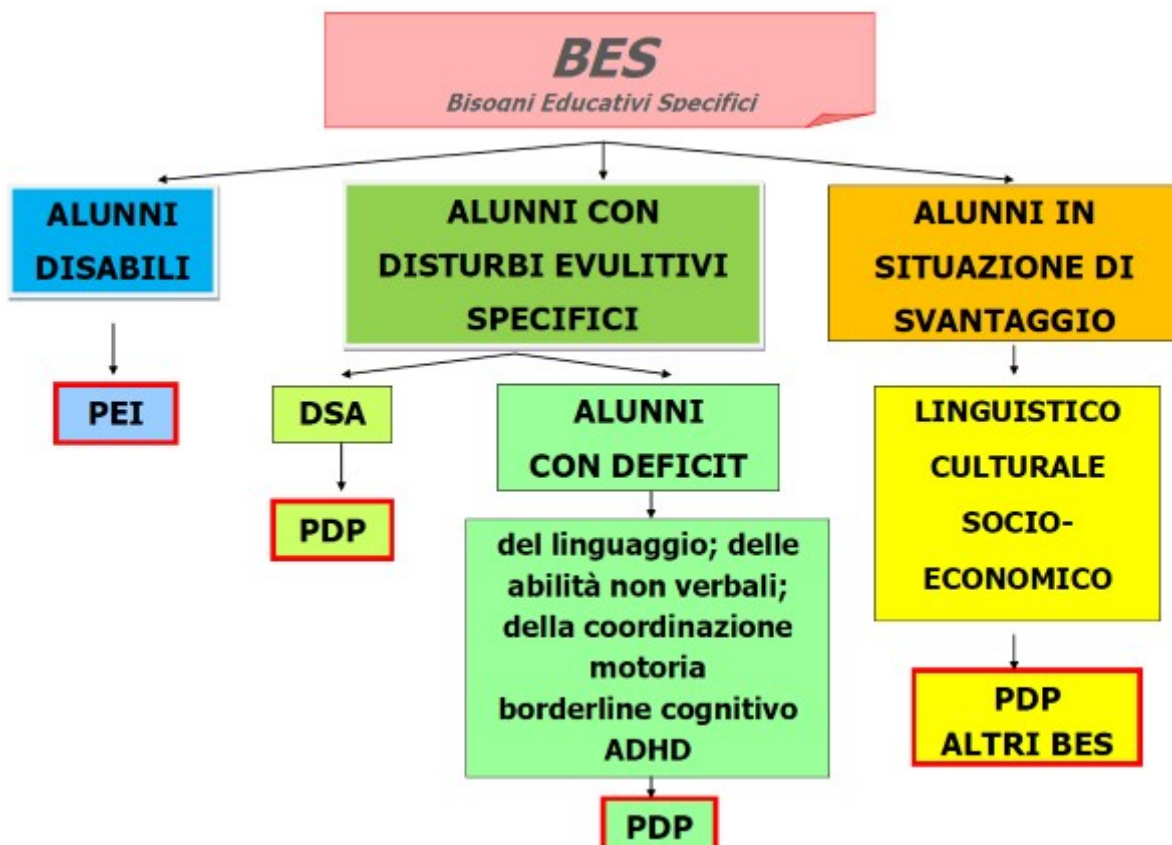 BES
Bisogni Educativi Specifici
ALUNNI
DISABILI
PEI
ALUNNI CON
DISTURBI EVULITIVI
SPECIFICI
DSA
PDP
ALUNNI
CON DEFICIT
del linguaggio; delle
abilità non verbali;
della coordinazione
motoria
borderline cognitivo
ADHD
PDP
ALUNNI IN
SITUAZIONE DI
SVANTAGGIO
LINGUISTICO
CULTURALE
SOCIO-
ECONOMICO
PDP
ALTRI BES